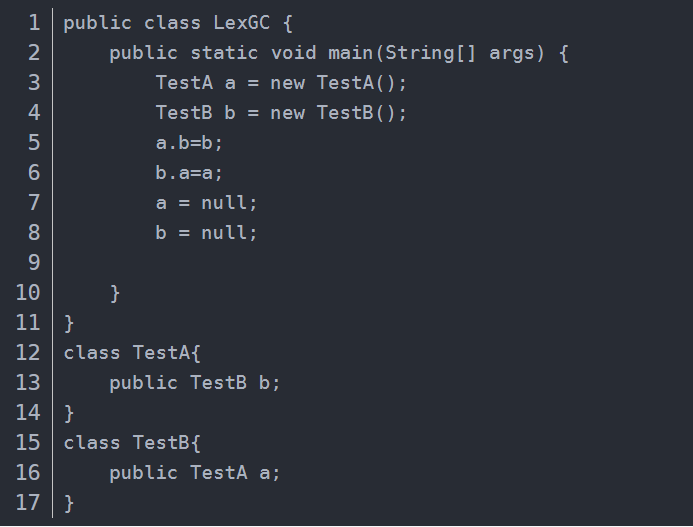 1 public class LexGC {
2     public static void main(String[] args) {
3         TestA a = new TestA();
4         TestB b = new TestB();
5         a.b=b;
6         b.a=a;
7         a = null;
8         b = null;
9
10     }
11 }
12 class TestA{
13     public TestB b;
14 }
15 class TestB{
16     public TestA a;
17 }